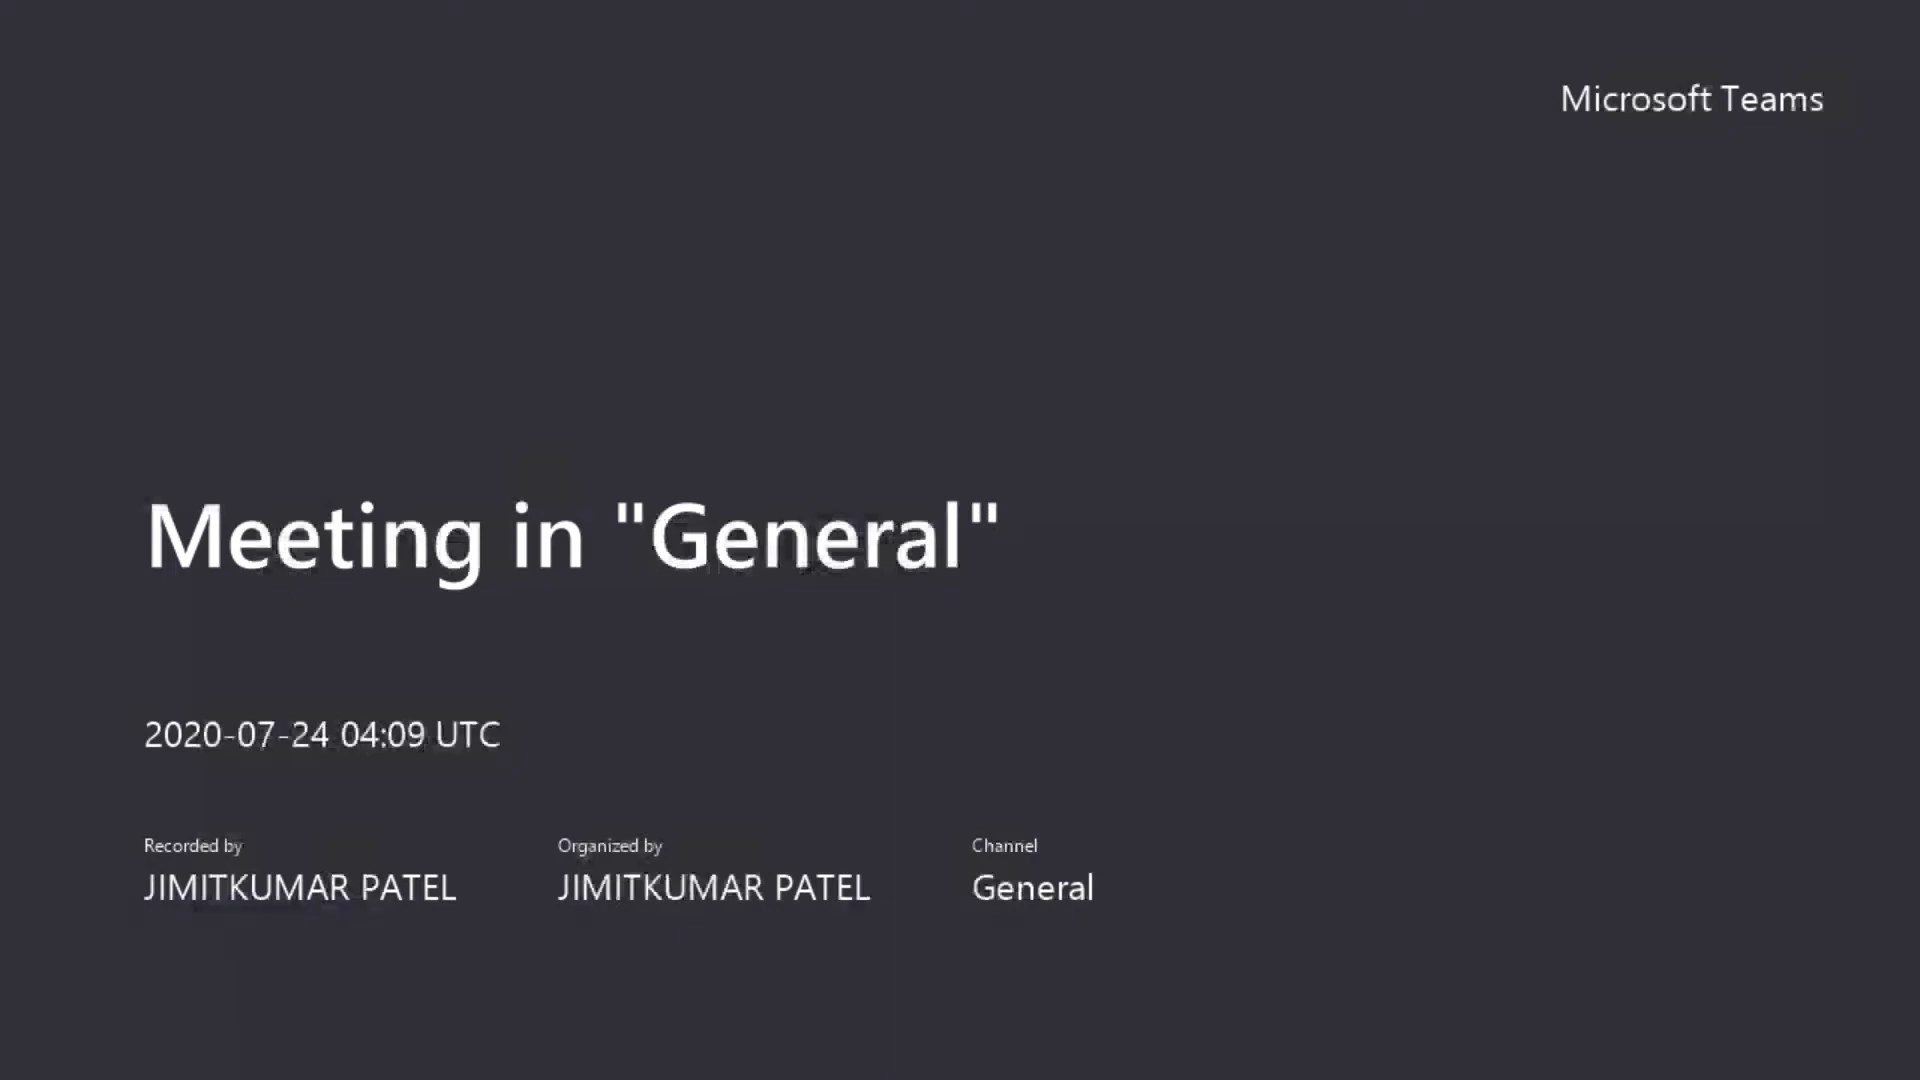 Microsoft Teams
Meeting in "General"
2020-07-24 04:09 UTC
Recorded by
JIMITKUMAR PATEL
Organized by
JIMITKUMAR PATEL
Channel
General